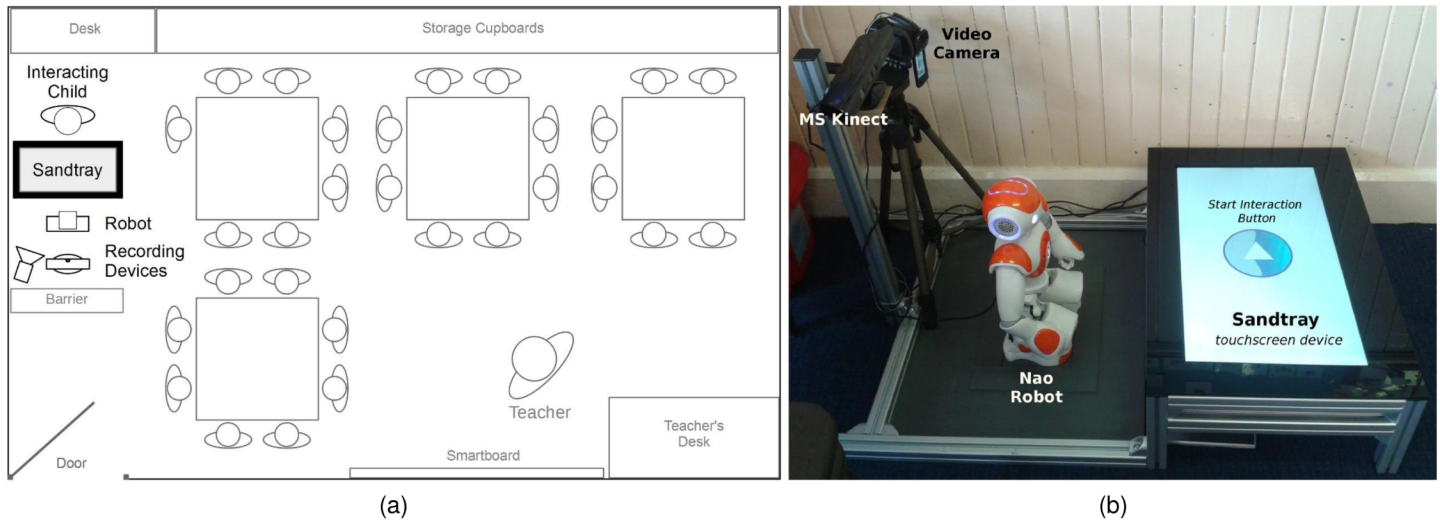 Desk
Storage Cupboards
Interacting
Child
Sandtray
Robot
Recording
Devices
Barrier
Teacher
Teacher's
Desk
Smartboard
Door
(a)
Video
Camera
MS Kinect
Start Interaction
Button
Sandtray
touchscreen device
Nao
Robot
(b)